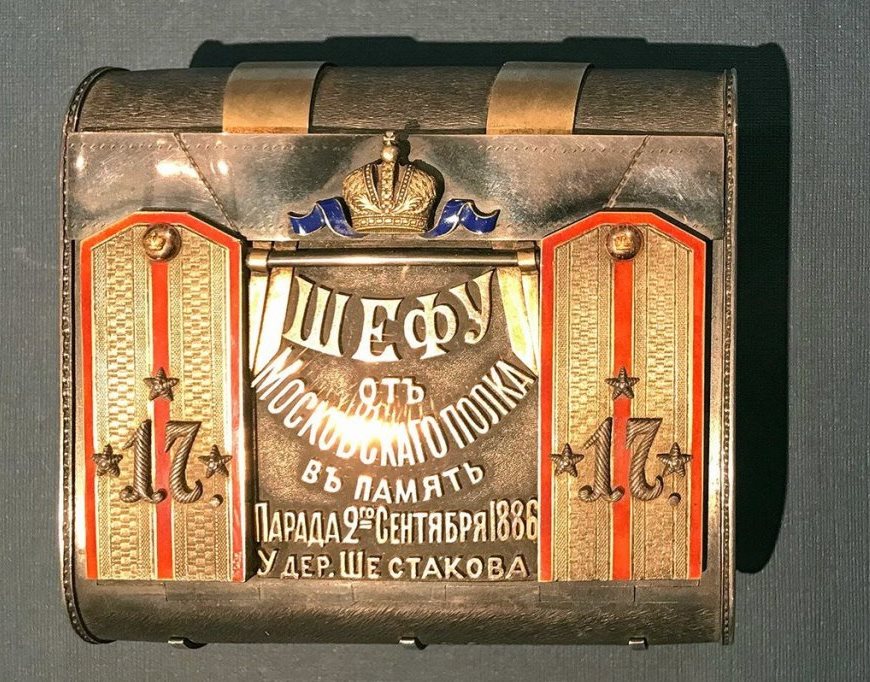 ШЕФУ
ОТЪ
МОСКОВСКАГО ПОЛКА
ВЪ ПАМЯТЬ
ПАРАДА 2го СЕНТЯБРЯ 1886
У ДЕР. ШЕСТАКОВА
17. 17.